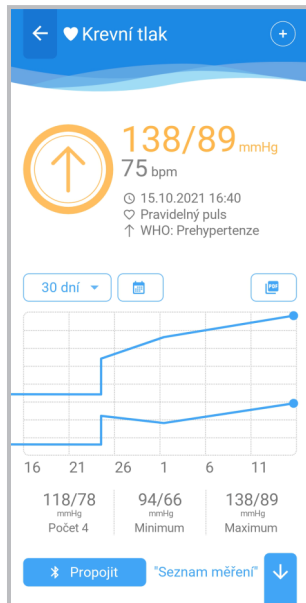 Krevní tlak
138/89 mmHg
75 bpm
15.10.2021 16:40
Pravidelný puls
WHO: Prehypertenze
30 dní
PDF
16 21 26 1 6 11
118/78 94/66 138/89
mmHg mmHg mmHg
Počet 4 Minimum Maximum
Propojit "Seznam měření"